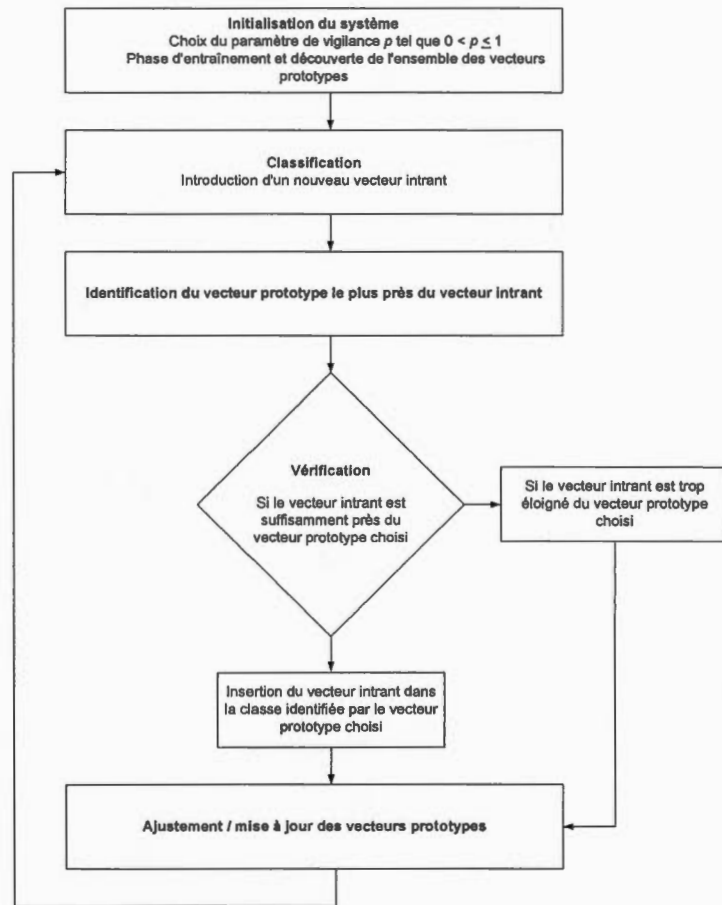 Initialisation du système
Choix du paramètre de vigilance p tel que 0 < p ≤ 1
Phase d'entraînement et découverte de l'ensemble des vecteurs
prototypes
Classification
Introduction d'un nouveau vecteur intrant
Identification du vecteur prototype le plus près du vecteur intrant
Vérification
Si le vecteur intrant est
suffisamment près du
vecteur prototype choisi
Si le vecteur intrant est trop
éloigné du vecteur prototype
choisi
Insertion du vecteur intrant dans
la classe identifiée par le vecteur
prototype choisi
Ajustement / mise à jour des vecteurs prototypes